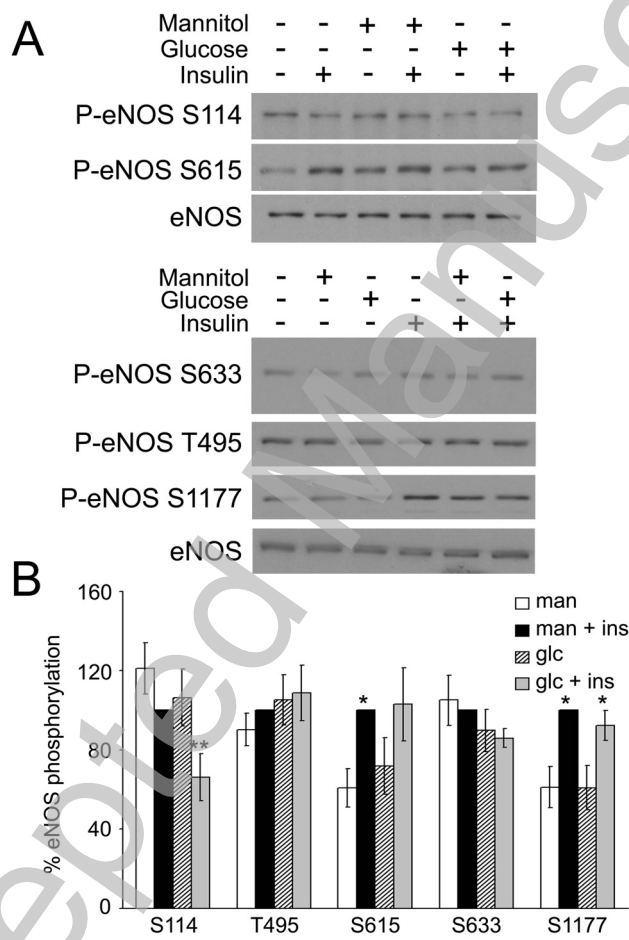 A
Mannitol - - + + - -
Glucose - - - - + +
Insulin - + - + - +
P-eNOS S114
P-eNOS S615
eNOS
Mannitol - + - - + -
Glucose - - + - - +
Insulin - - - + + +
P-eNOS S633
P-eNOS T495
P-eNOS S1177
eNOS
B
% eNOS phosphorylation
160
120
80
40
0
man
man + ins
glc
glc + ins
**
*
* *
S114 T495 S615 S633 S1177